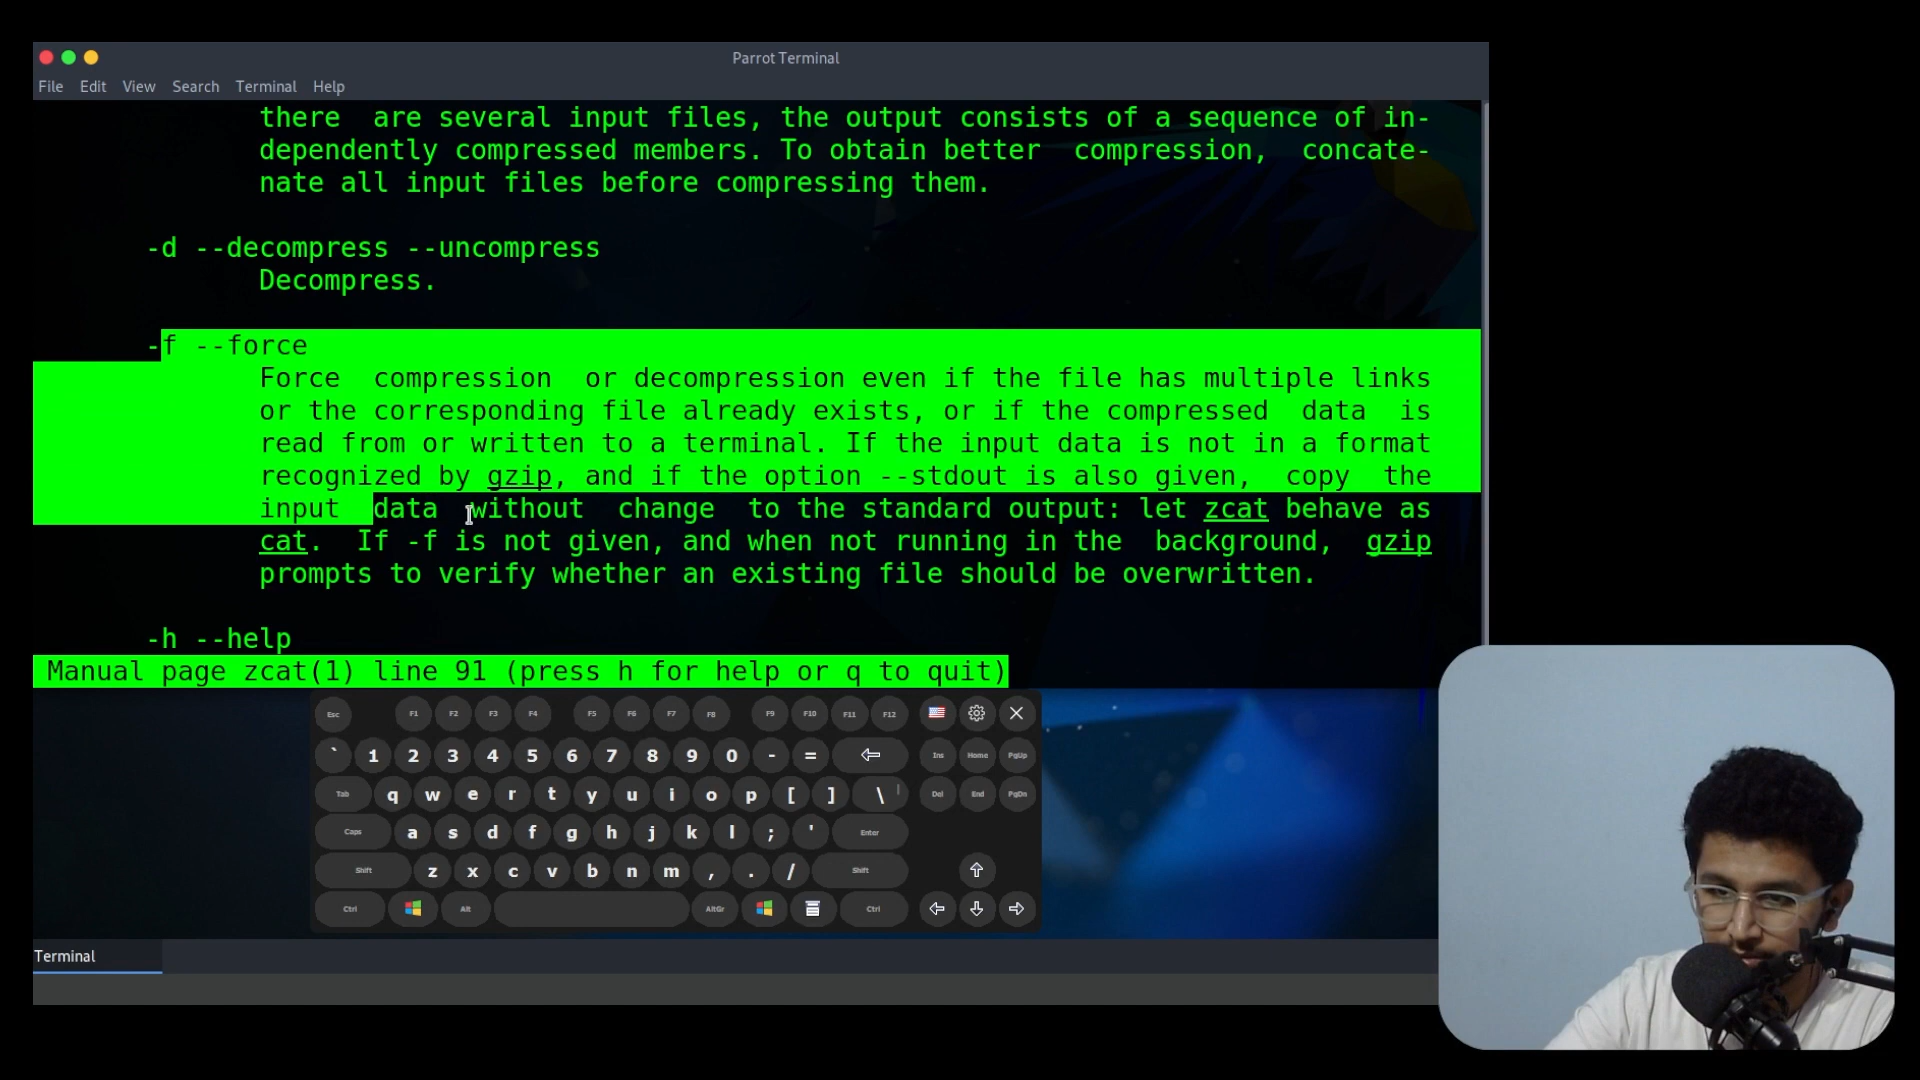 Parrot Terminal
File Edit View Search Terminal Help
there  are several input files, the output consists of a sequence of in-
dependently compressed members. To obtain better  compression,  concate-
nate all input files before compressing them.
-d --decompress --uncompress
Decompress.
-f --force
Force  compression  or decompression even if the file has multiple links
or the corresponding file already exists, or if the compressed  data  is
read from or written to a terminal. If the input data is not in a format
recognized by gzip, and if the option --stdout is also given,  copy  the
input  data  without  change  to the standard output: let zcat behave as
cat.  If -f is not given, and when not running in the  background,  gzip
prompts to verify whether an existing file should be overwritten.
-h --help
Manual page zcat(1) line 91 (press h for help or q to quit)
Esc F1 F2 F3 F4 F5 F6 F7 F8 F9 F10 F11 F12
` 1 2 3 4 5 6 7 8 9 0 - = Ins Home PgUp
Tab q w e r t y u i o p [ ] \ | Del End PgDn
Caps a s d f g h j k l ; ' Enter
Shift z x c v b n m , . / Shift
Ctrl Alt AltGr Ctrl
Terminal